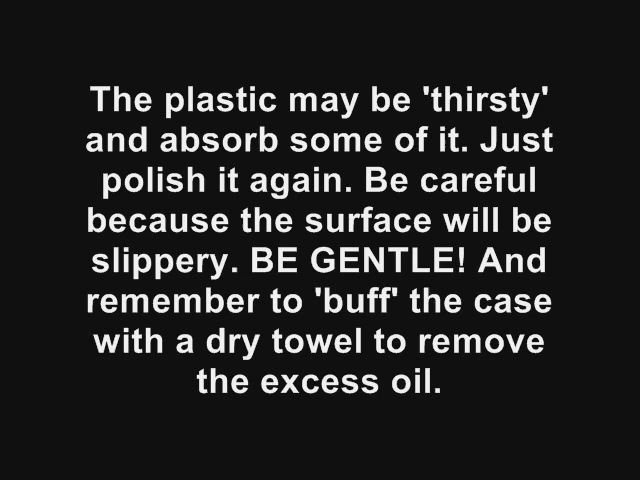 The plastic may be 'thirsty'
and absorb some of it. Just
polish it again. Be careful
because the surface will be
slippery. BE GENTLE! And
remember to 'buff' the case
with a dry towel to remove
the excess oil.